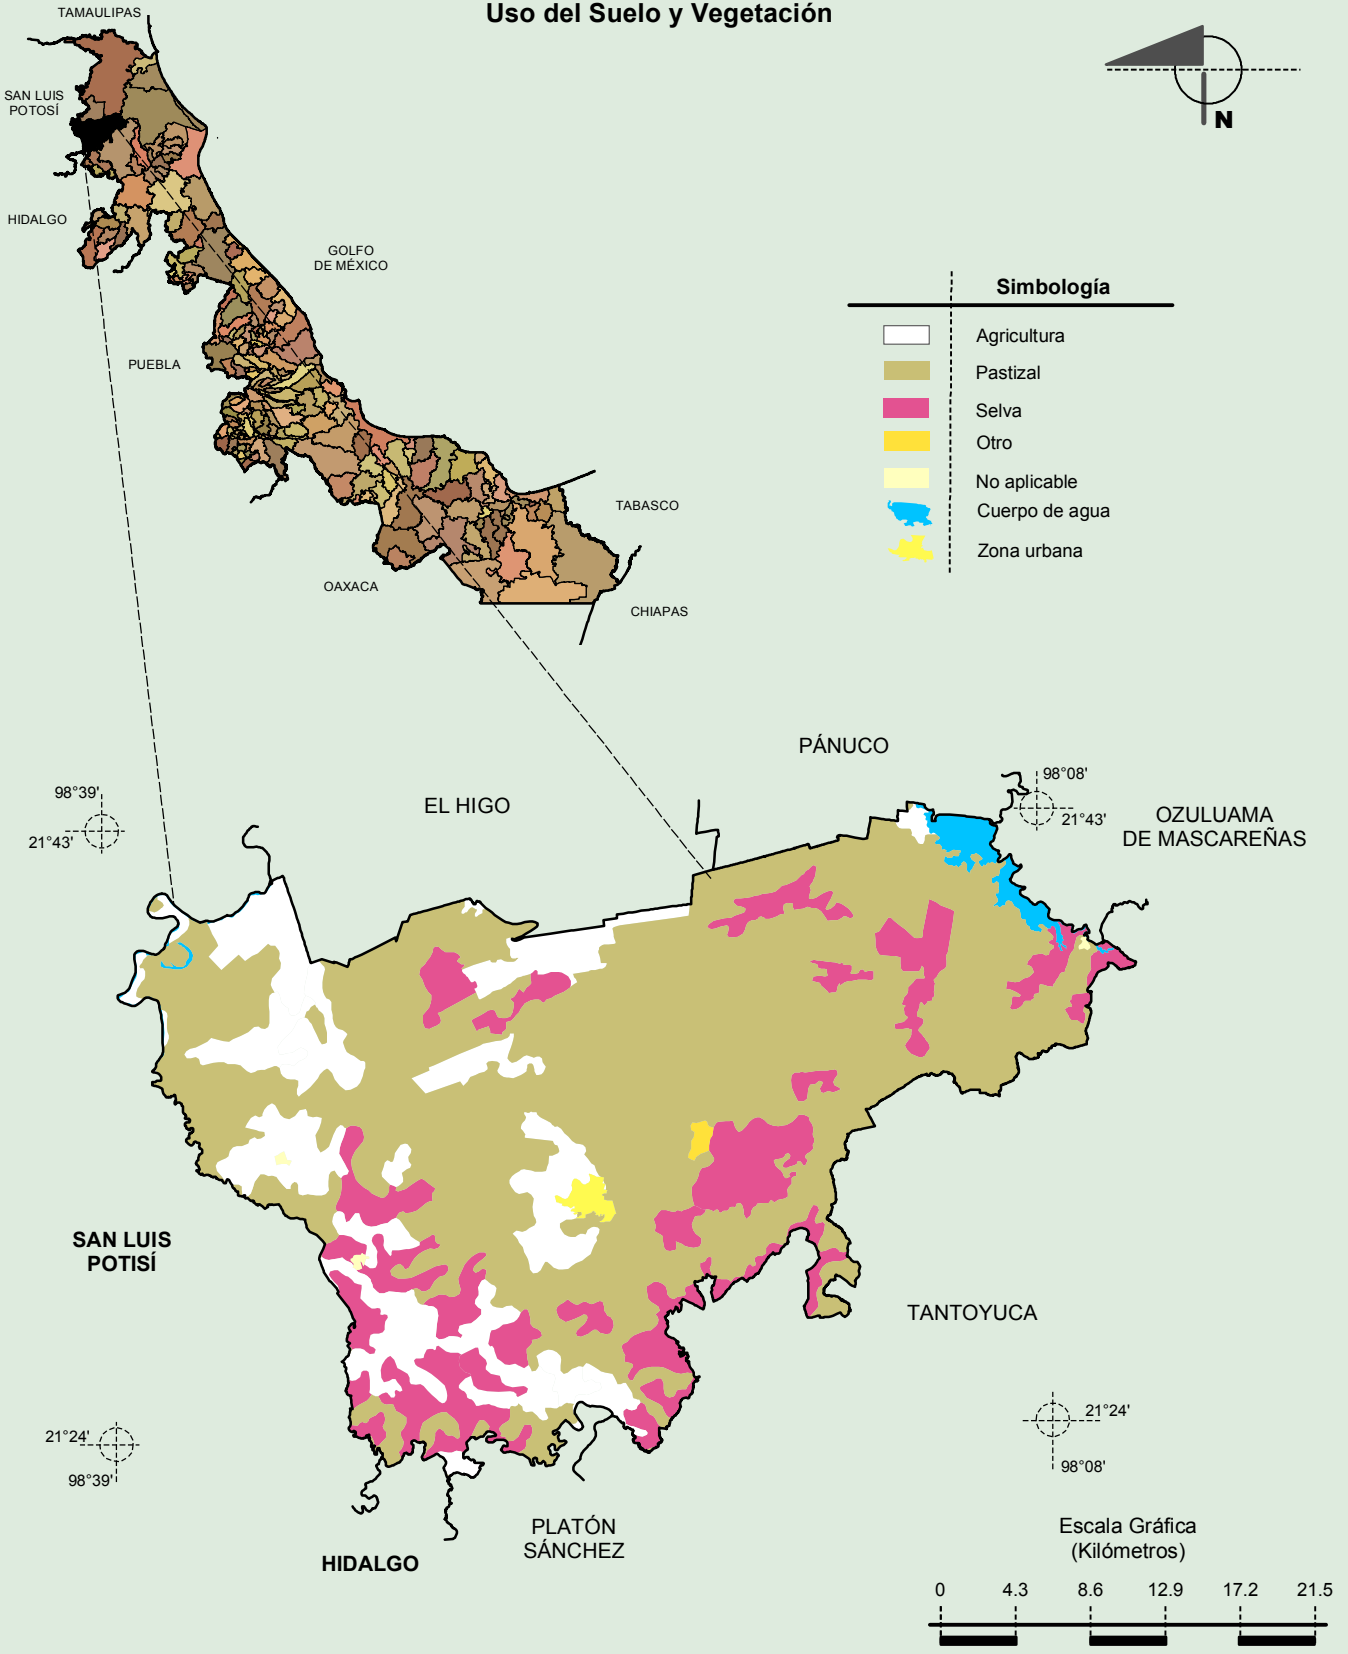 Uso del Suelo y Vegetación
TAMAULIPAS
SAN LUIS
POTOSÍ
HIDALGO
GOLFO
DE MÉXICO
PUEBLA
OAXACA
TABASCO
CHIAPAS
N
Simbología
Agricultura
Pastizal
Selva
Otro
No aplicable
Cuerpo de agua
Zona urbana
PÁNUCO
EL HIGO
98°39'
21°43'
98°08'
21°43'
OZULUAMA
DE MASCAREÑAS
SAN LUIS
POTISÍ
TANTOYUCA
21°24'
98°39'
21°24'
98°08'
PLATÓN
SÁNCHEZ
HIDALGO
Escala Gráfica
(Kilómetros)
0 4.3 8.6 12.9 17.2 21.5